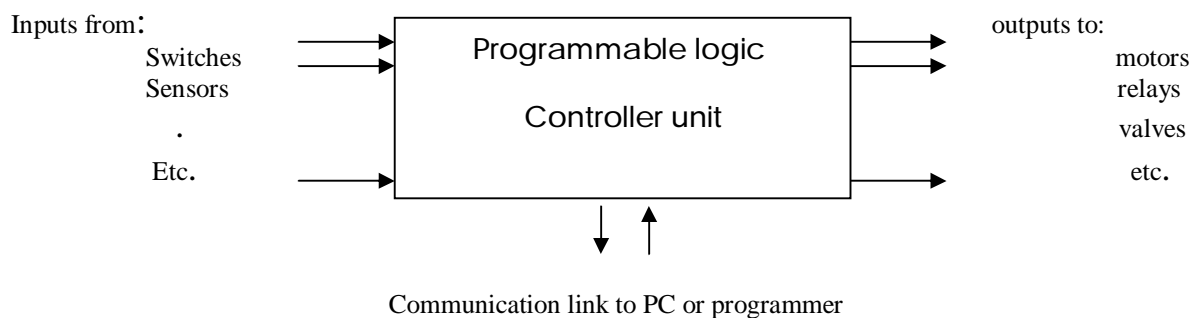 Inputs from:
Switches
Sensors
.
Etc.
Programmable logic
Controller unit
outputs to:
motors
relays
valves
etc.
Communication link to PC or programmer